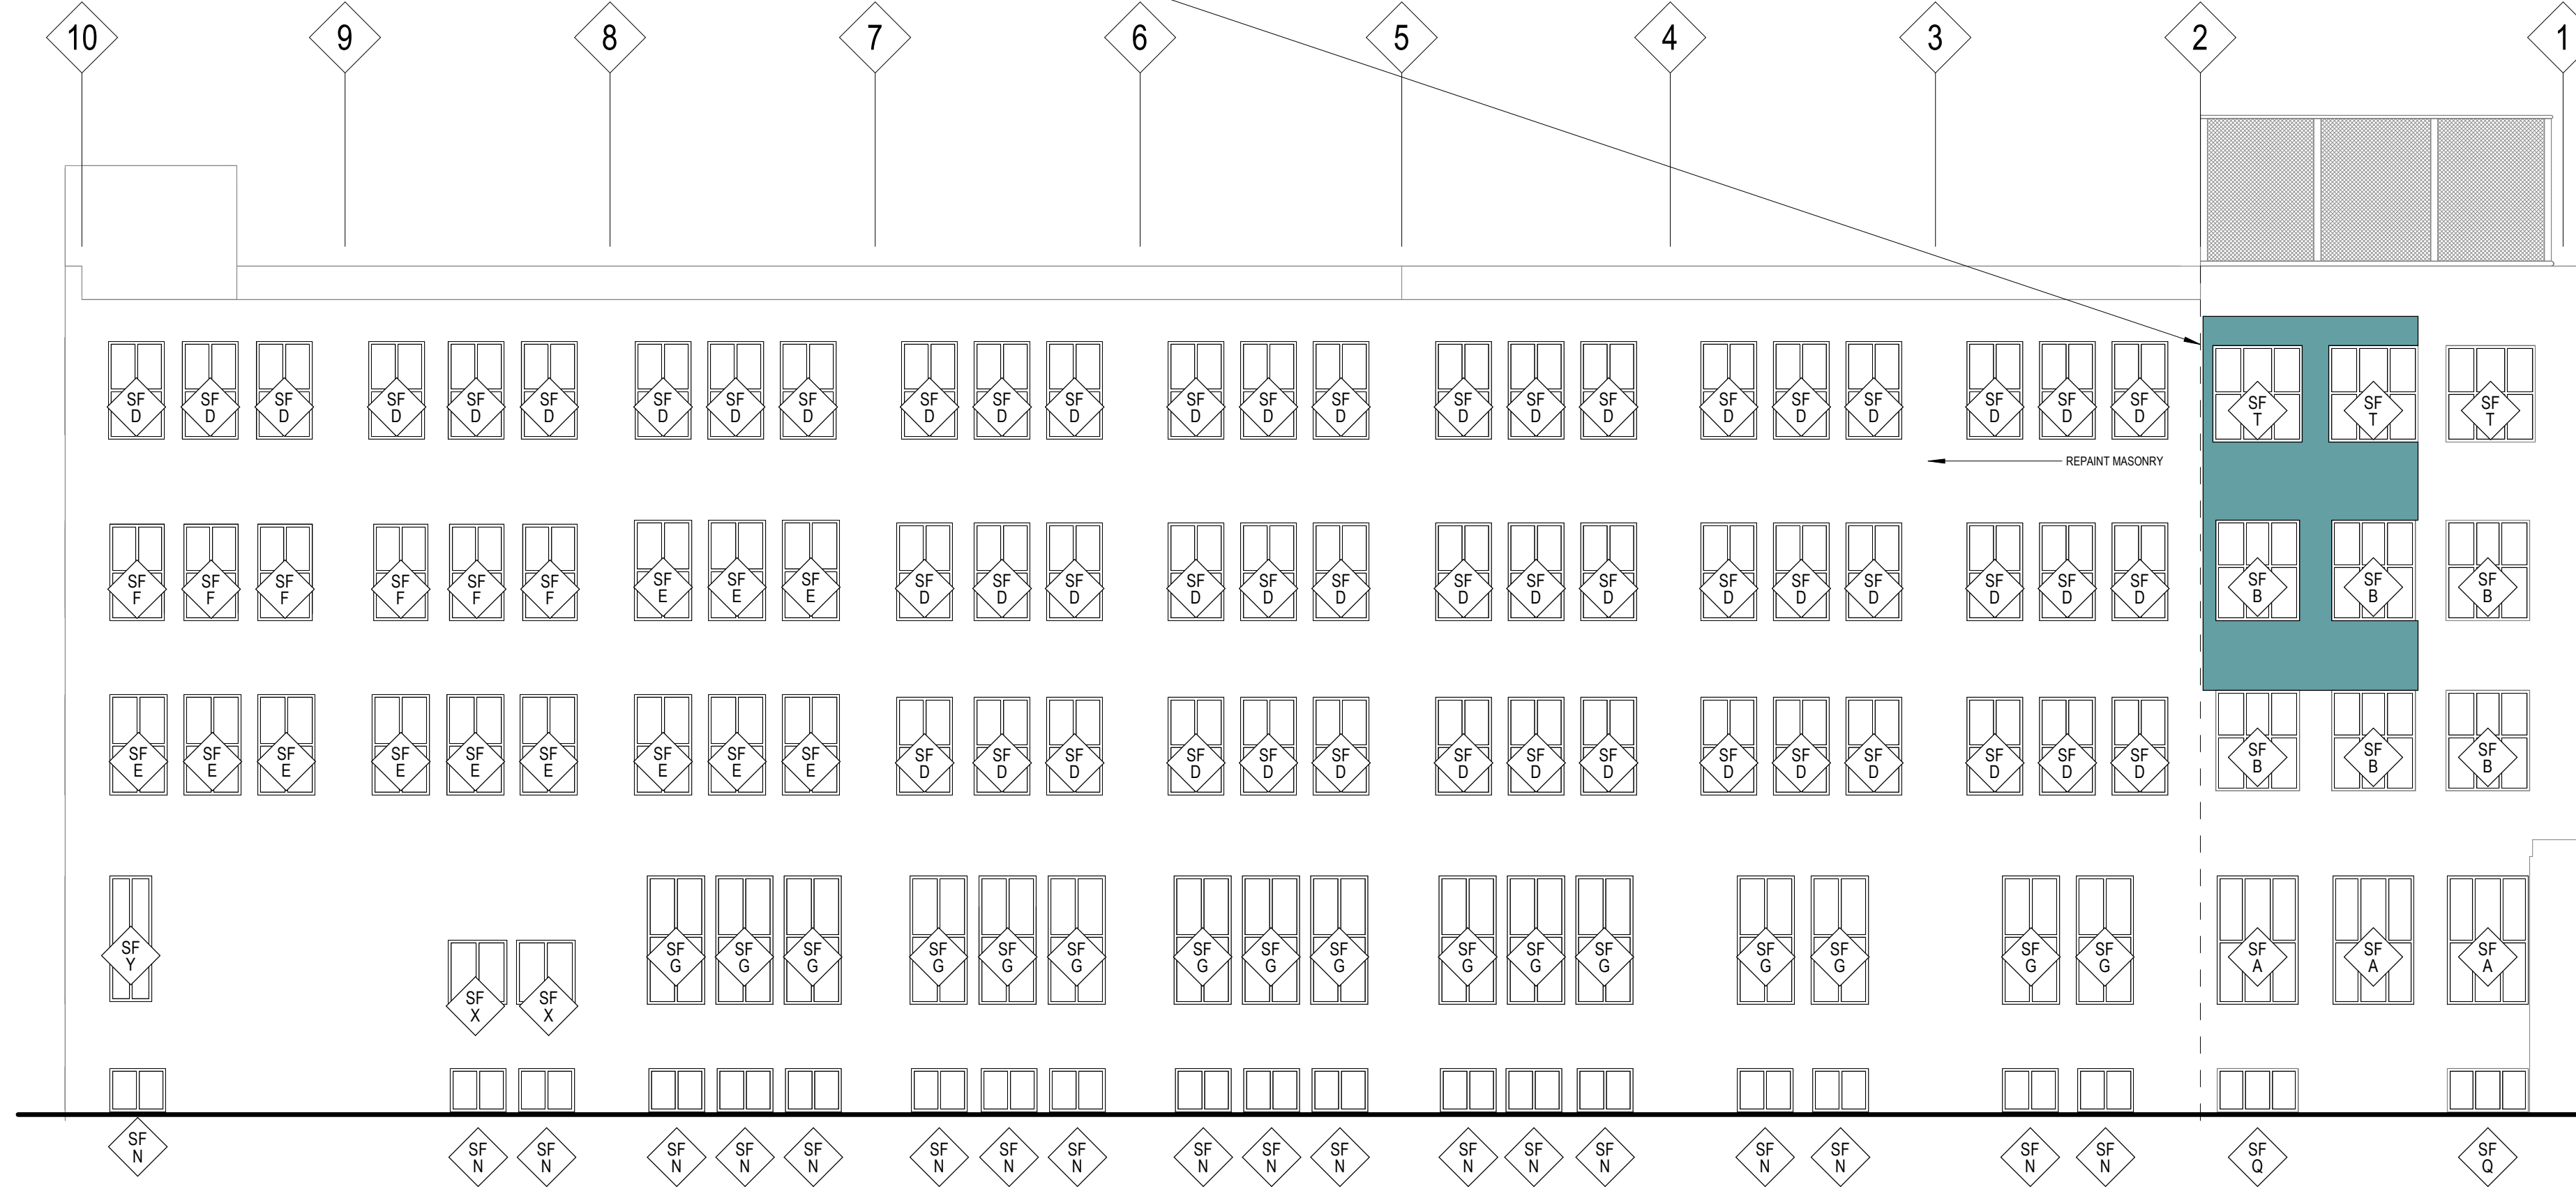 10 9 8 7 6 5 4 3 2 1
SF SF SF SF SF SF SF SF SF SF SF SF SF SF SF SF SF SF SF SF SF SF SF SF SF SF SF
D D D D D D D D D D D D D D D D D D D D D D D D T T T
REPAINT MASONRY
SF SF SF SF SF SF SF SF SF SF SF SF SF SF SF SF SF SF SF SF SF SF SF SF SF SF SF
F F F F F F E E E D D D D D D D D D D D D D D D B B B
SF SF SF SF SF SF SF SF SF SF SF SF SF SF SF SF SF SF SF SF SF SF SF SF SF SF SF
E E E E E E E E E D D D D D D D D D D D D D D D B B B
SF SF SF SF SF SF SF SF SF SF SF SF SF SF SF SF SF SF SF SF SF SF
Y X X G G G G G G G G G G G G G G G G A A A
SF SF SF SF SF SF SF SF SF SF SF SF SF SF SF SF SF SF SF SF SF
N N N N N N N N N N N N N N N N N N N Q Q